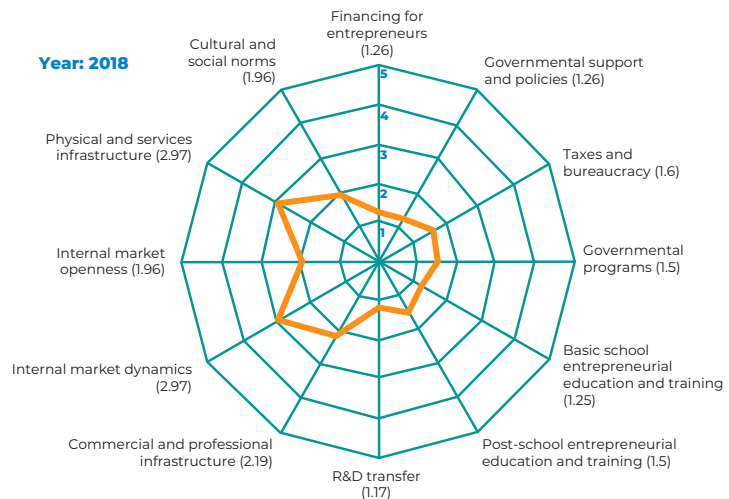 Year: 2018
Financing for
entrepreneurs
(1.26)
Governmental support
and policies (1.26)
Taxes and
bureaucracy (1.6)
Governmental
programs (1.5)
Basic school
entrepreneurial
education and training
(1.25)
Post-school entrepreneurial
education and training (1.5)
R&D transfer
(1.17)
Commercial and professional
infrastructure (2.19)
Internal market dynamics
(2.97)
Internal market
openness (1.96)
Physical and services
infrastructure (2.97)
Cultural and
social norms
(1.96)
5
4
3
2
1